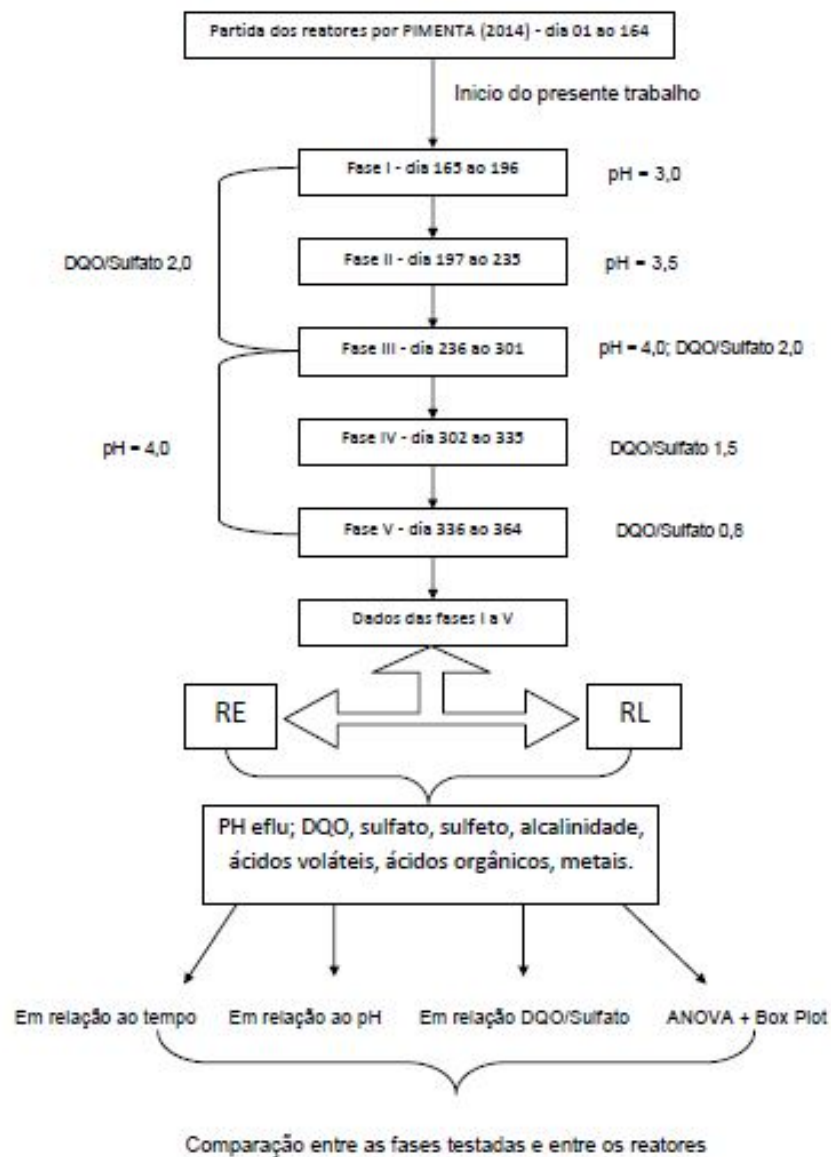 Partida dos reatores por PIMENTA (2014) - dia 01 ao 164
Inicio do presente trabalho
Fase I - dia 165 ao 196
pH = 3,0
DQO/Sulfato 2,0
Fase II - dia 197 ao 235
pH = 3,5
Fase III - dia 236 ao 301
pH = 4,0; DQO/Sulfato 2,0
pH = 4,0
Fase IV - dia 302 ao 335
DQO/Sulfato 1,5
Fase V - dia 336 ao 364
DQO/Sulfato 0,8
Dados das fases I a V
RE
RL
PH eflu; DQO, sulfato, sulfeto, alcalinidade,
ácidos voláteis, ácidos orgânicos, metais.
Em relação ao tempo
Em relação ao pH
Em relação DQO/Sulfato
ANOVA + Box Plot
Comparação entre as fases testadas e entre os reatores